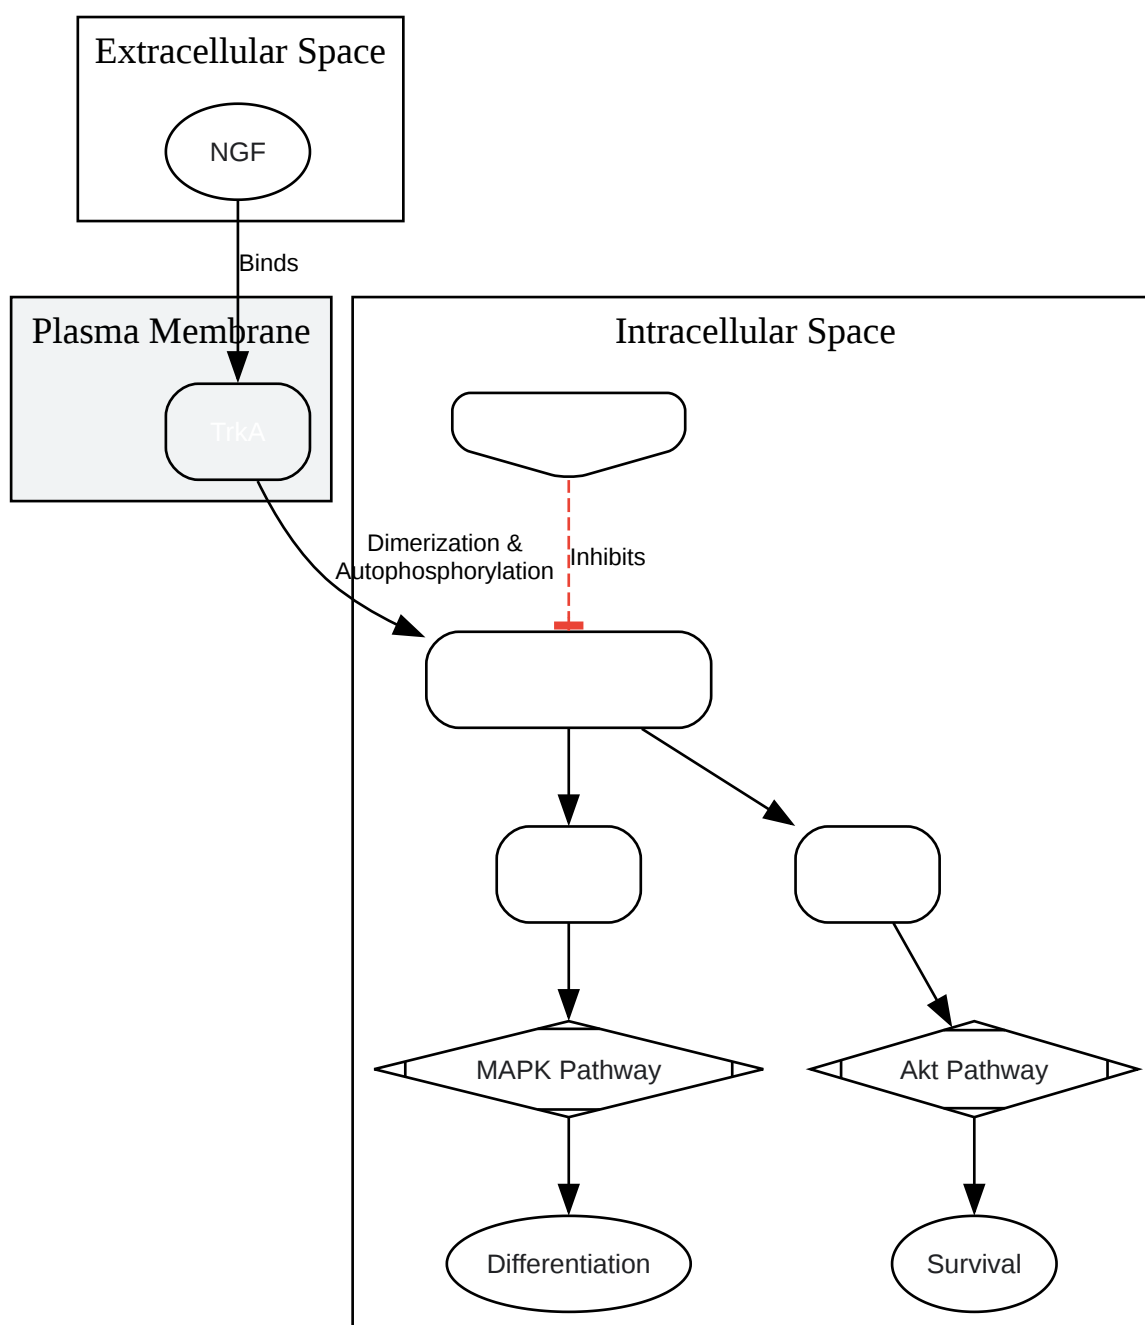 Extracellular Space
NGF
Binds
Plasma Membrane
Intracellular Space
TrkA
Dimerization &
Autophosphorylation
Inhibits
MAPK Pathway
Akt Pathway
Differentiation
Survival